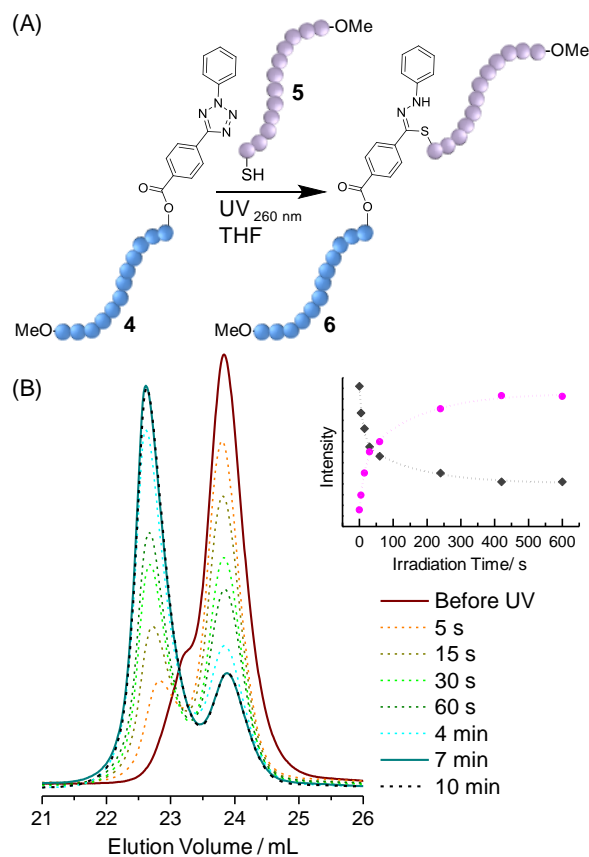 (A)
OMe
OMe
5
N
N
N
N
N
NH
S
SH
O
O
UV 260 nm
THF
O
O
MeO
4
MeO
6
(B)
Intensity
0 100 200 300 400 500 600
Irradiation Time/ s
Before UV
5 s
15 s
30 s
60 s
4 min
7 min
10 min
21 22 23 24 25 26
Elution Volume / mL